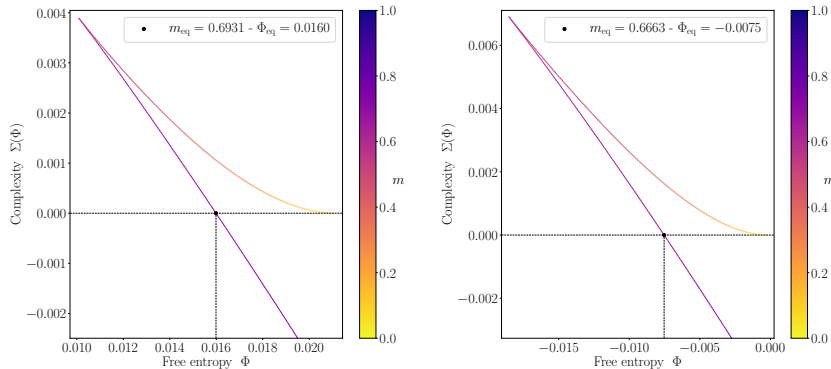 m_eq = 0.6931 - Φ_eq = 0.0160
0.004
0.003
0.002
0.001
0.000
−0.001
−0.002
Complexity Σ(Φ)
0.010 0.012 0.014 0.016 0.018 0.020
Free entropy Φ
1.0
0.8
0.6
0.4
0.2
0.0
m
m_eq = 0.6663 - Φ_eq = −0.0075
0.006
0.004
0.002
0.000
−0.002
Complexity Σ(Φ)
−0.015 −0.010 −0.005 0.000
Free entropy Φ
1.0
0.8
0.6
0.4
0.2
0.0
m